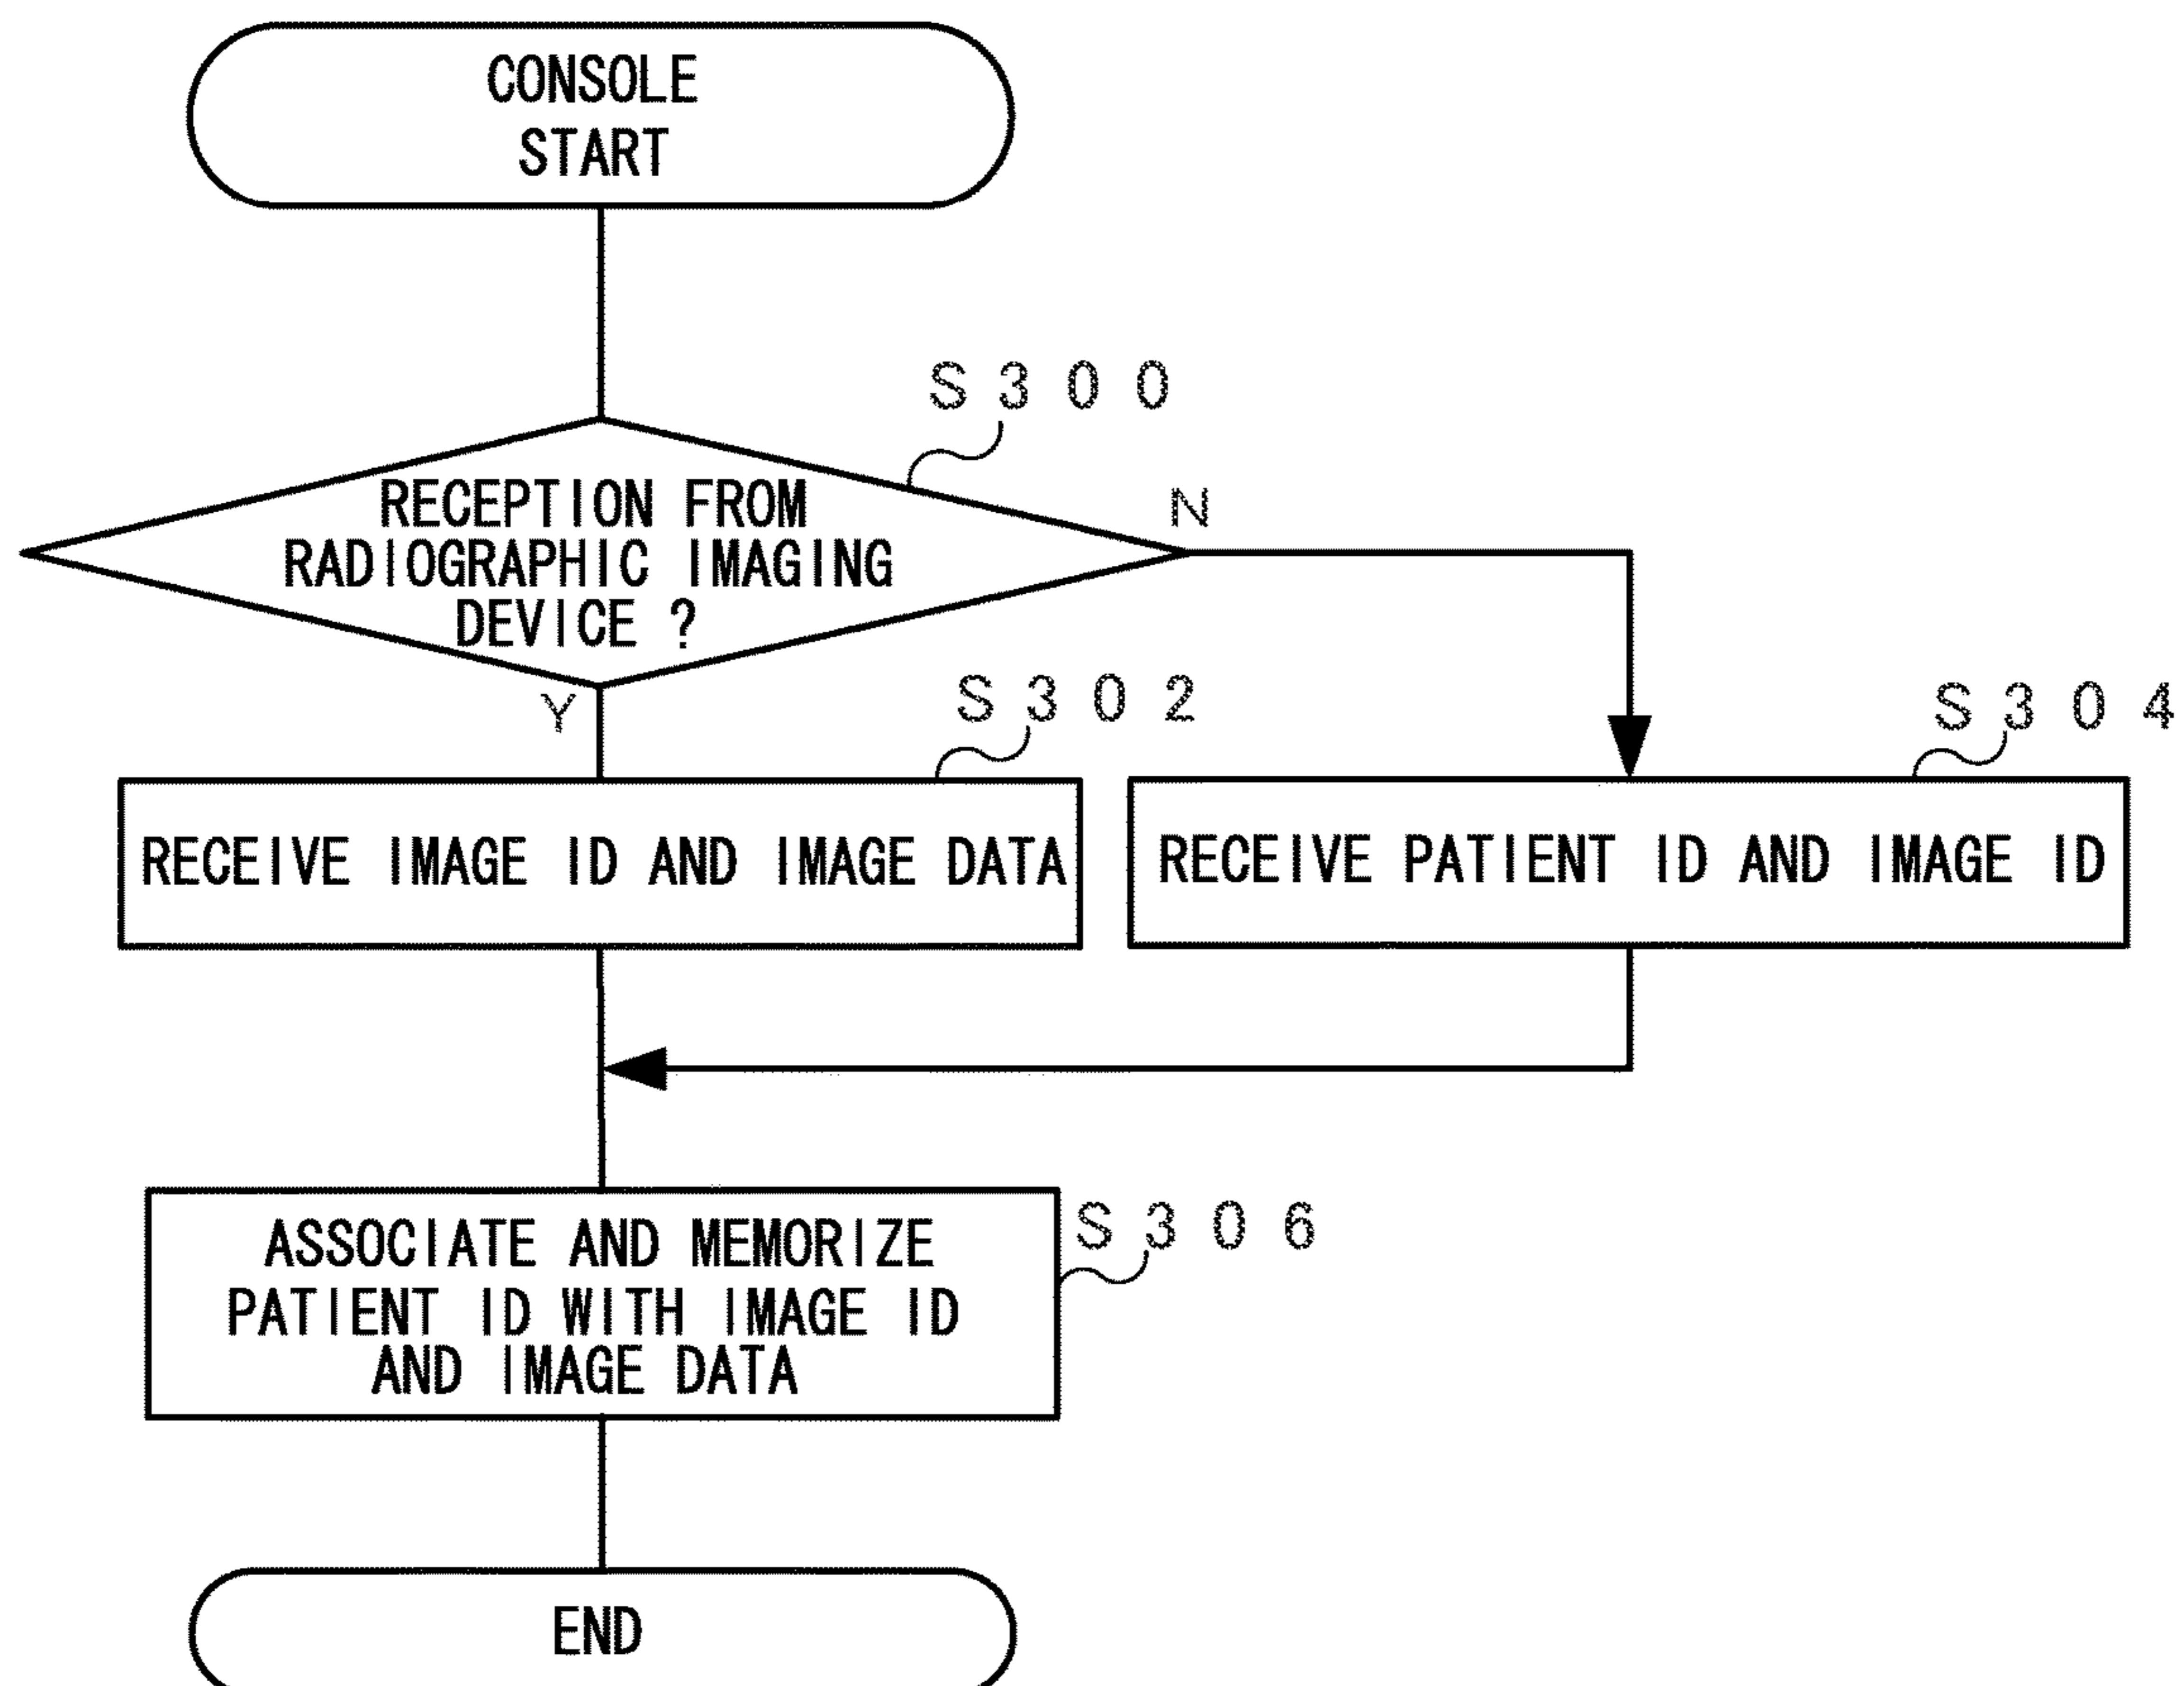 CONSOLE
START
S300
RECEPTION FROM
RADIOGRAPHIC IMAGING
DEVICE ?
N
Y
S302
S304
RECEIVE IMAGE ID AND IMAGE DATA
RECEIVE PATIENT ID AND IMAGE ID
ASSOCIATE AND MEMORIZE
PATIENT ID WITH IMAGE ID
AND IMAGE DATA
S306
END